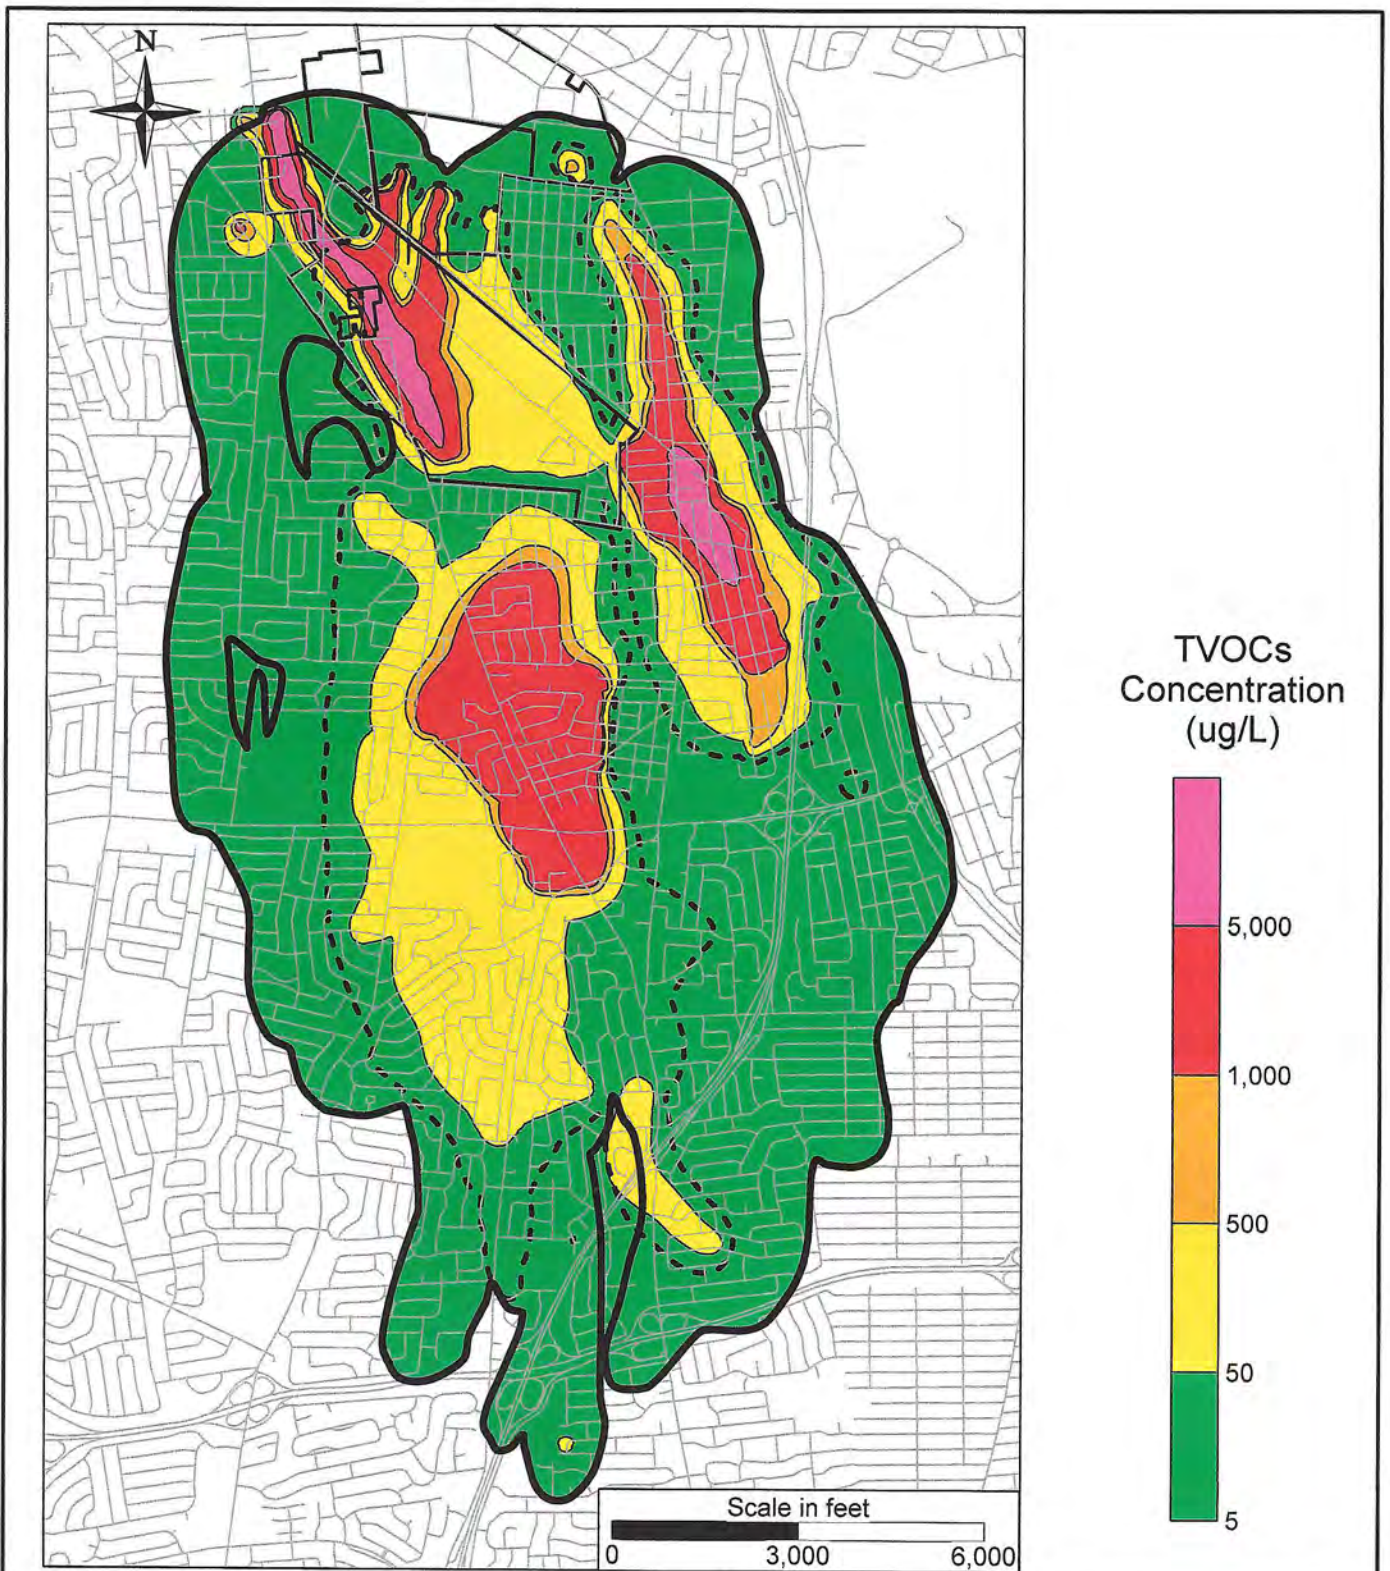 N
TVOCs
Concentration
(ug/L)
5,000
1,000
500
50
5
Scale in feet
0 3,000 6,000